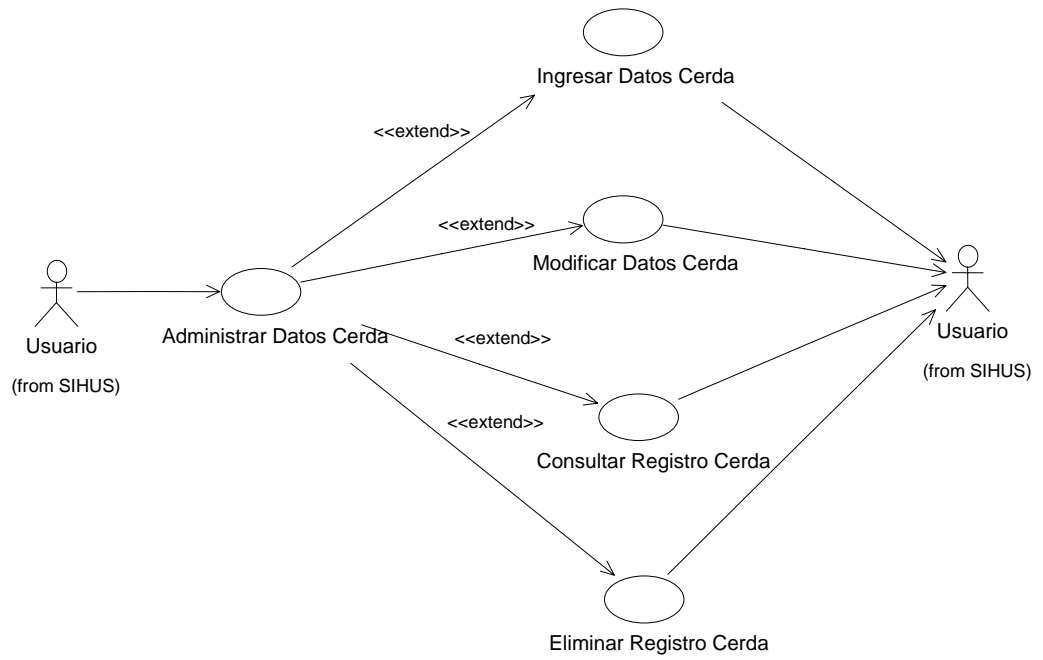 Ingresar Datos Cerda
<<extend>>
<<extend>>
Modificar Datos Cerda
Usuario
(from SIHUS)
Administrar Datos Cerda
<<extend>>
Usuario
(from SIHUS)
<<extend>>
Consultar Registro Cerda
Eliminar Registro Cerda